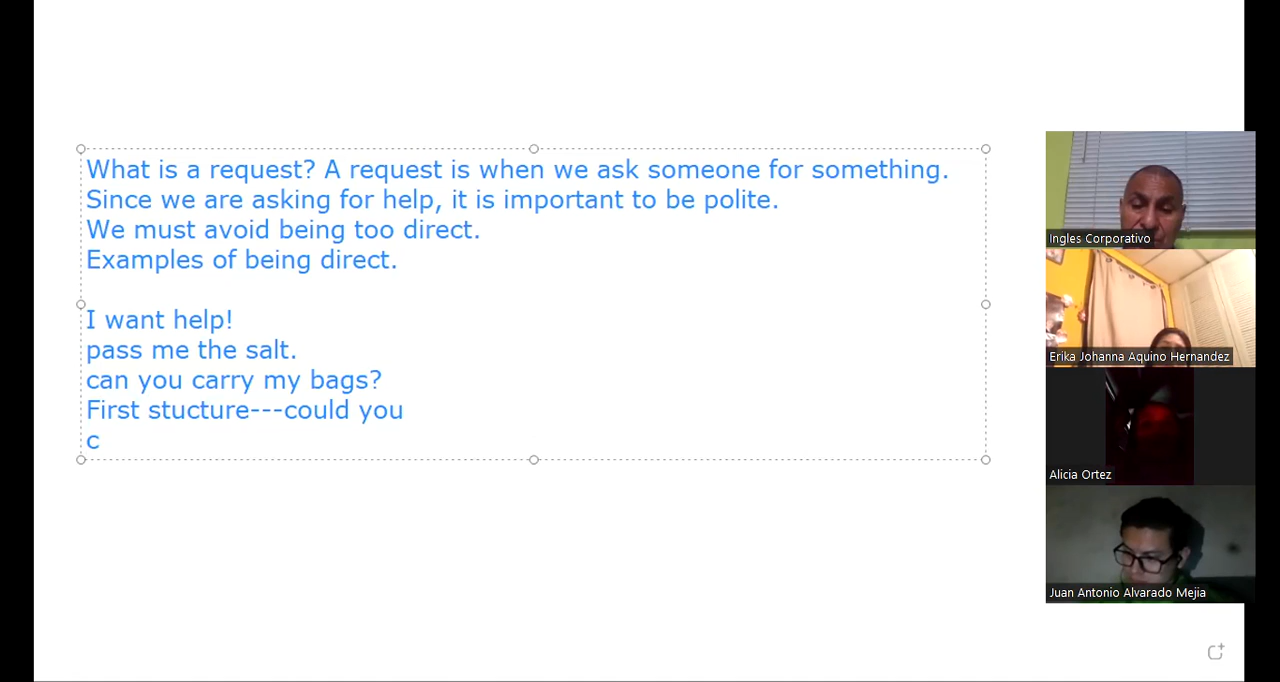 What is a request? A request is when we ask someone for something.
Since we are asking for help, it is important to be polite.
We must avoid being too direct.
Examples of being direct.
I want help!
pass me the salt.
can you carry my bags?
First stucture---could you
c
Ingles Corporativo
Erika Johanna Aquino Hernandez
Alicia Ortez
Juan Antonio Alvarado Mejia